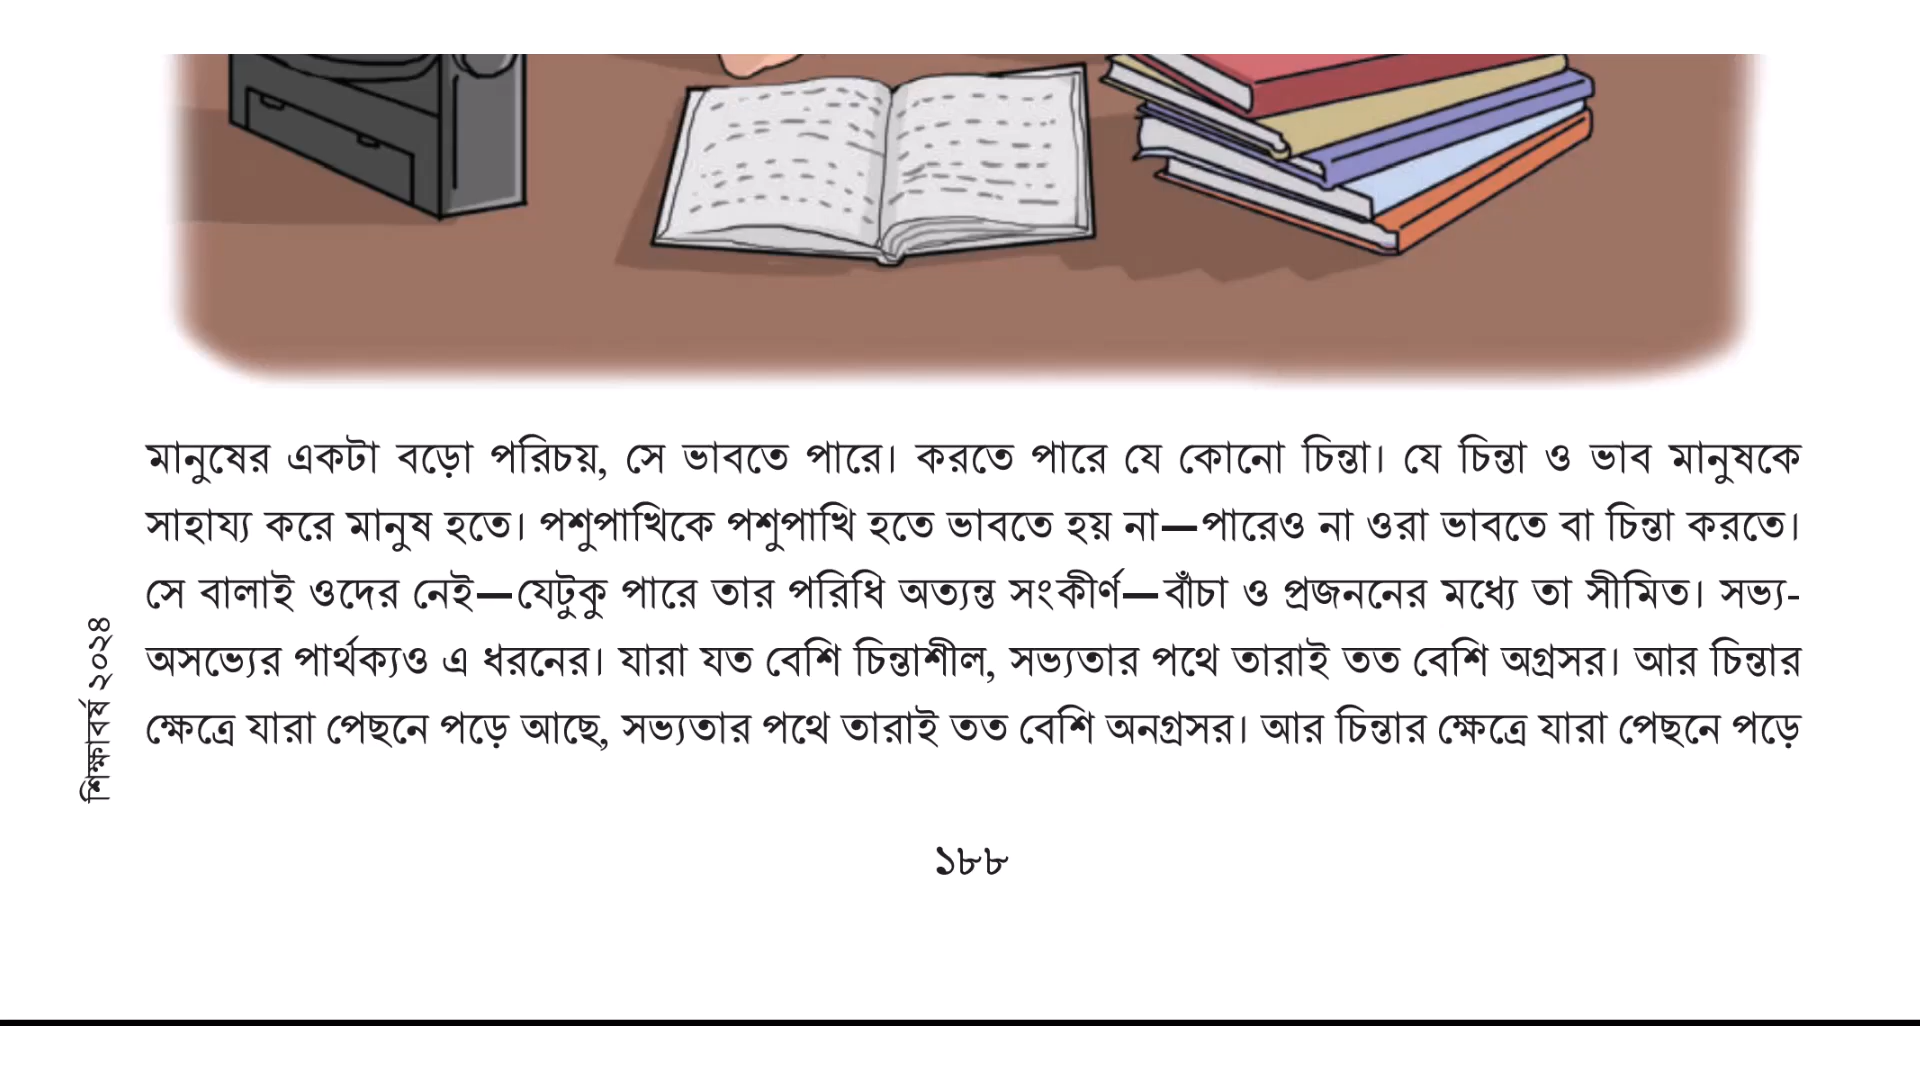 মানুষের একটা বড়ো পরিচয়, সে ভাবতে পারে। করতে পারে যে কোনো চিন্তা। যে চিন্তা ও ভাব মানুষকে
সাহায্য করে মানুষ হতে। পশুপাখিকে পশুপাখি হতে ভাবতে হয় না—পারেও না ওরা ভাবতে বা চিন্তা করতে।
সে বালাই ওদের নেই—যেটুকু পারে তার পরিধি অত্যন্ত সংকীর্ণ—বাঁচা ও প্রজননের মধ্যে তা সীমিত। সভ্য-
অসভ্যের পার্থক্যও এ ধরনের। যারা যত বেশি চিন্তাশীল, সভ্যতার পথে তারাই তত বেশি অগ্রসর। আর চিন্তার
ক্ষেত্রে যারা পেছনে পড়ে আছে, সভ্যতার পথে তারাই তত বেশি অনগ্রসর। আর চিন্তার ক্ষেত্রে যারা পেছনে পড়ে
শিক্ষাবর্ষ ২০২৪
১৮৮